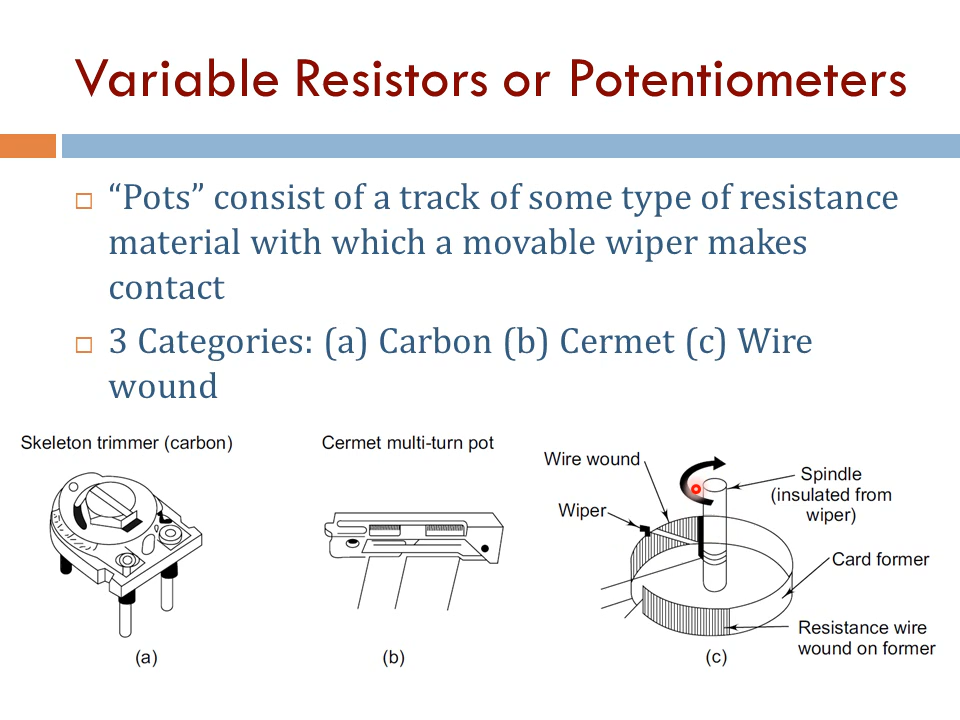 Variable Resistors or Potentiometers
“Pots” consist of a track of some type of resistance
material with which a movable wiper makes
contact
3 Categories: (a) Carbon (b) Cermet (c) Wire
wound
Skeleton trimmer (carbon)
(a)
Cermet multi-turn pot
(b)
Wire wound
Wiper
Spindle
(insulated from
wiper)
Card former
Resistance wire
wound on former
(c)